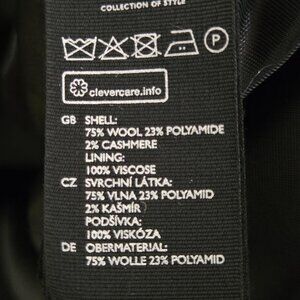 COLLECTION OF STYLE
P
clevercare.info
GB SHELL:
75% WOOL 23% POLYAMIDE
2% CASHMERE
LINING:
100% VISCOSE
CZ SVRCHNÍ LÁTKA:
75% VLNA 23% POLYAMID
2% KAŠMÍR
PODŠÍVKA:
100% VISKÓZA
DE OBERMATERIAL:
75% WOLLE 23% POLYAMID